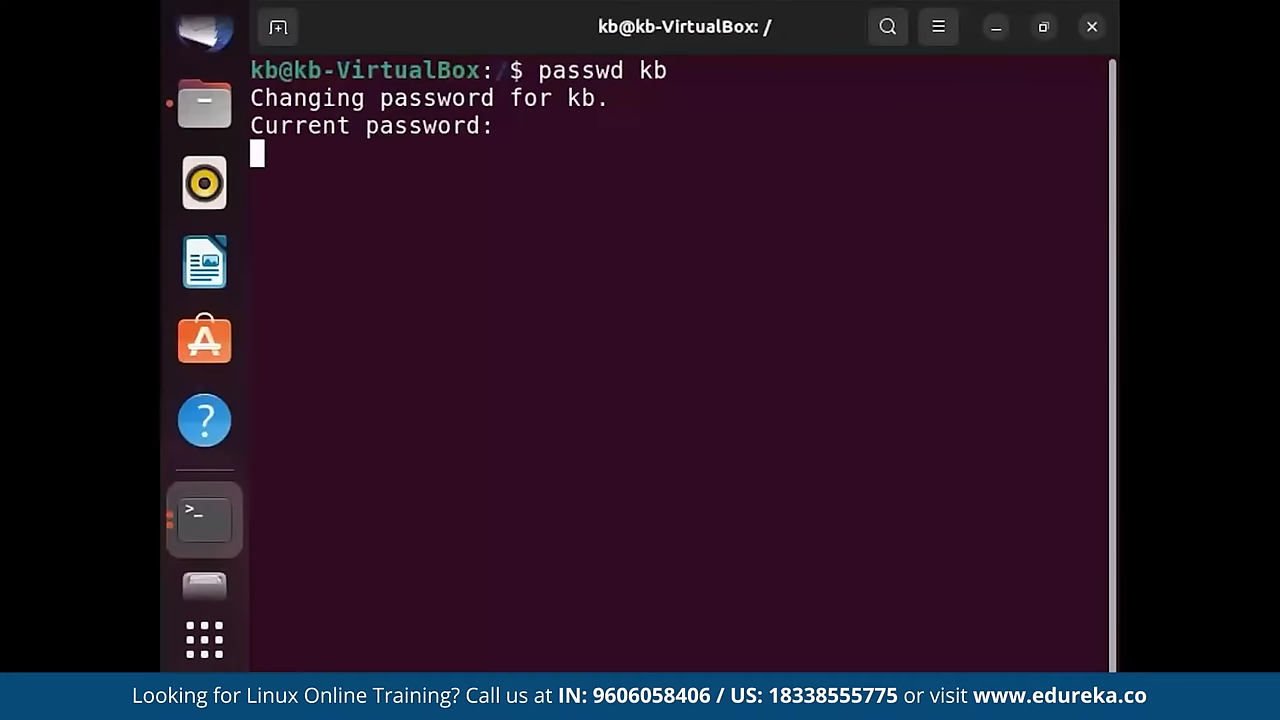 kb@kb-VirtualBox: /
kb@kb-VirtualBox:/$ passwd kb
Changing password for kb.
Current password:
Looking for Linux Online Training? Call us at IN: 9606058406 / US: 18338555775 or visit www.edureka.co